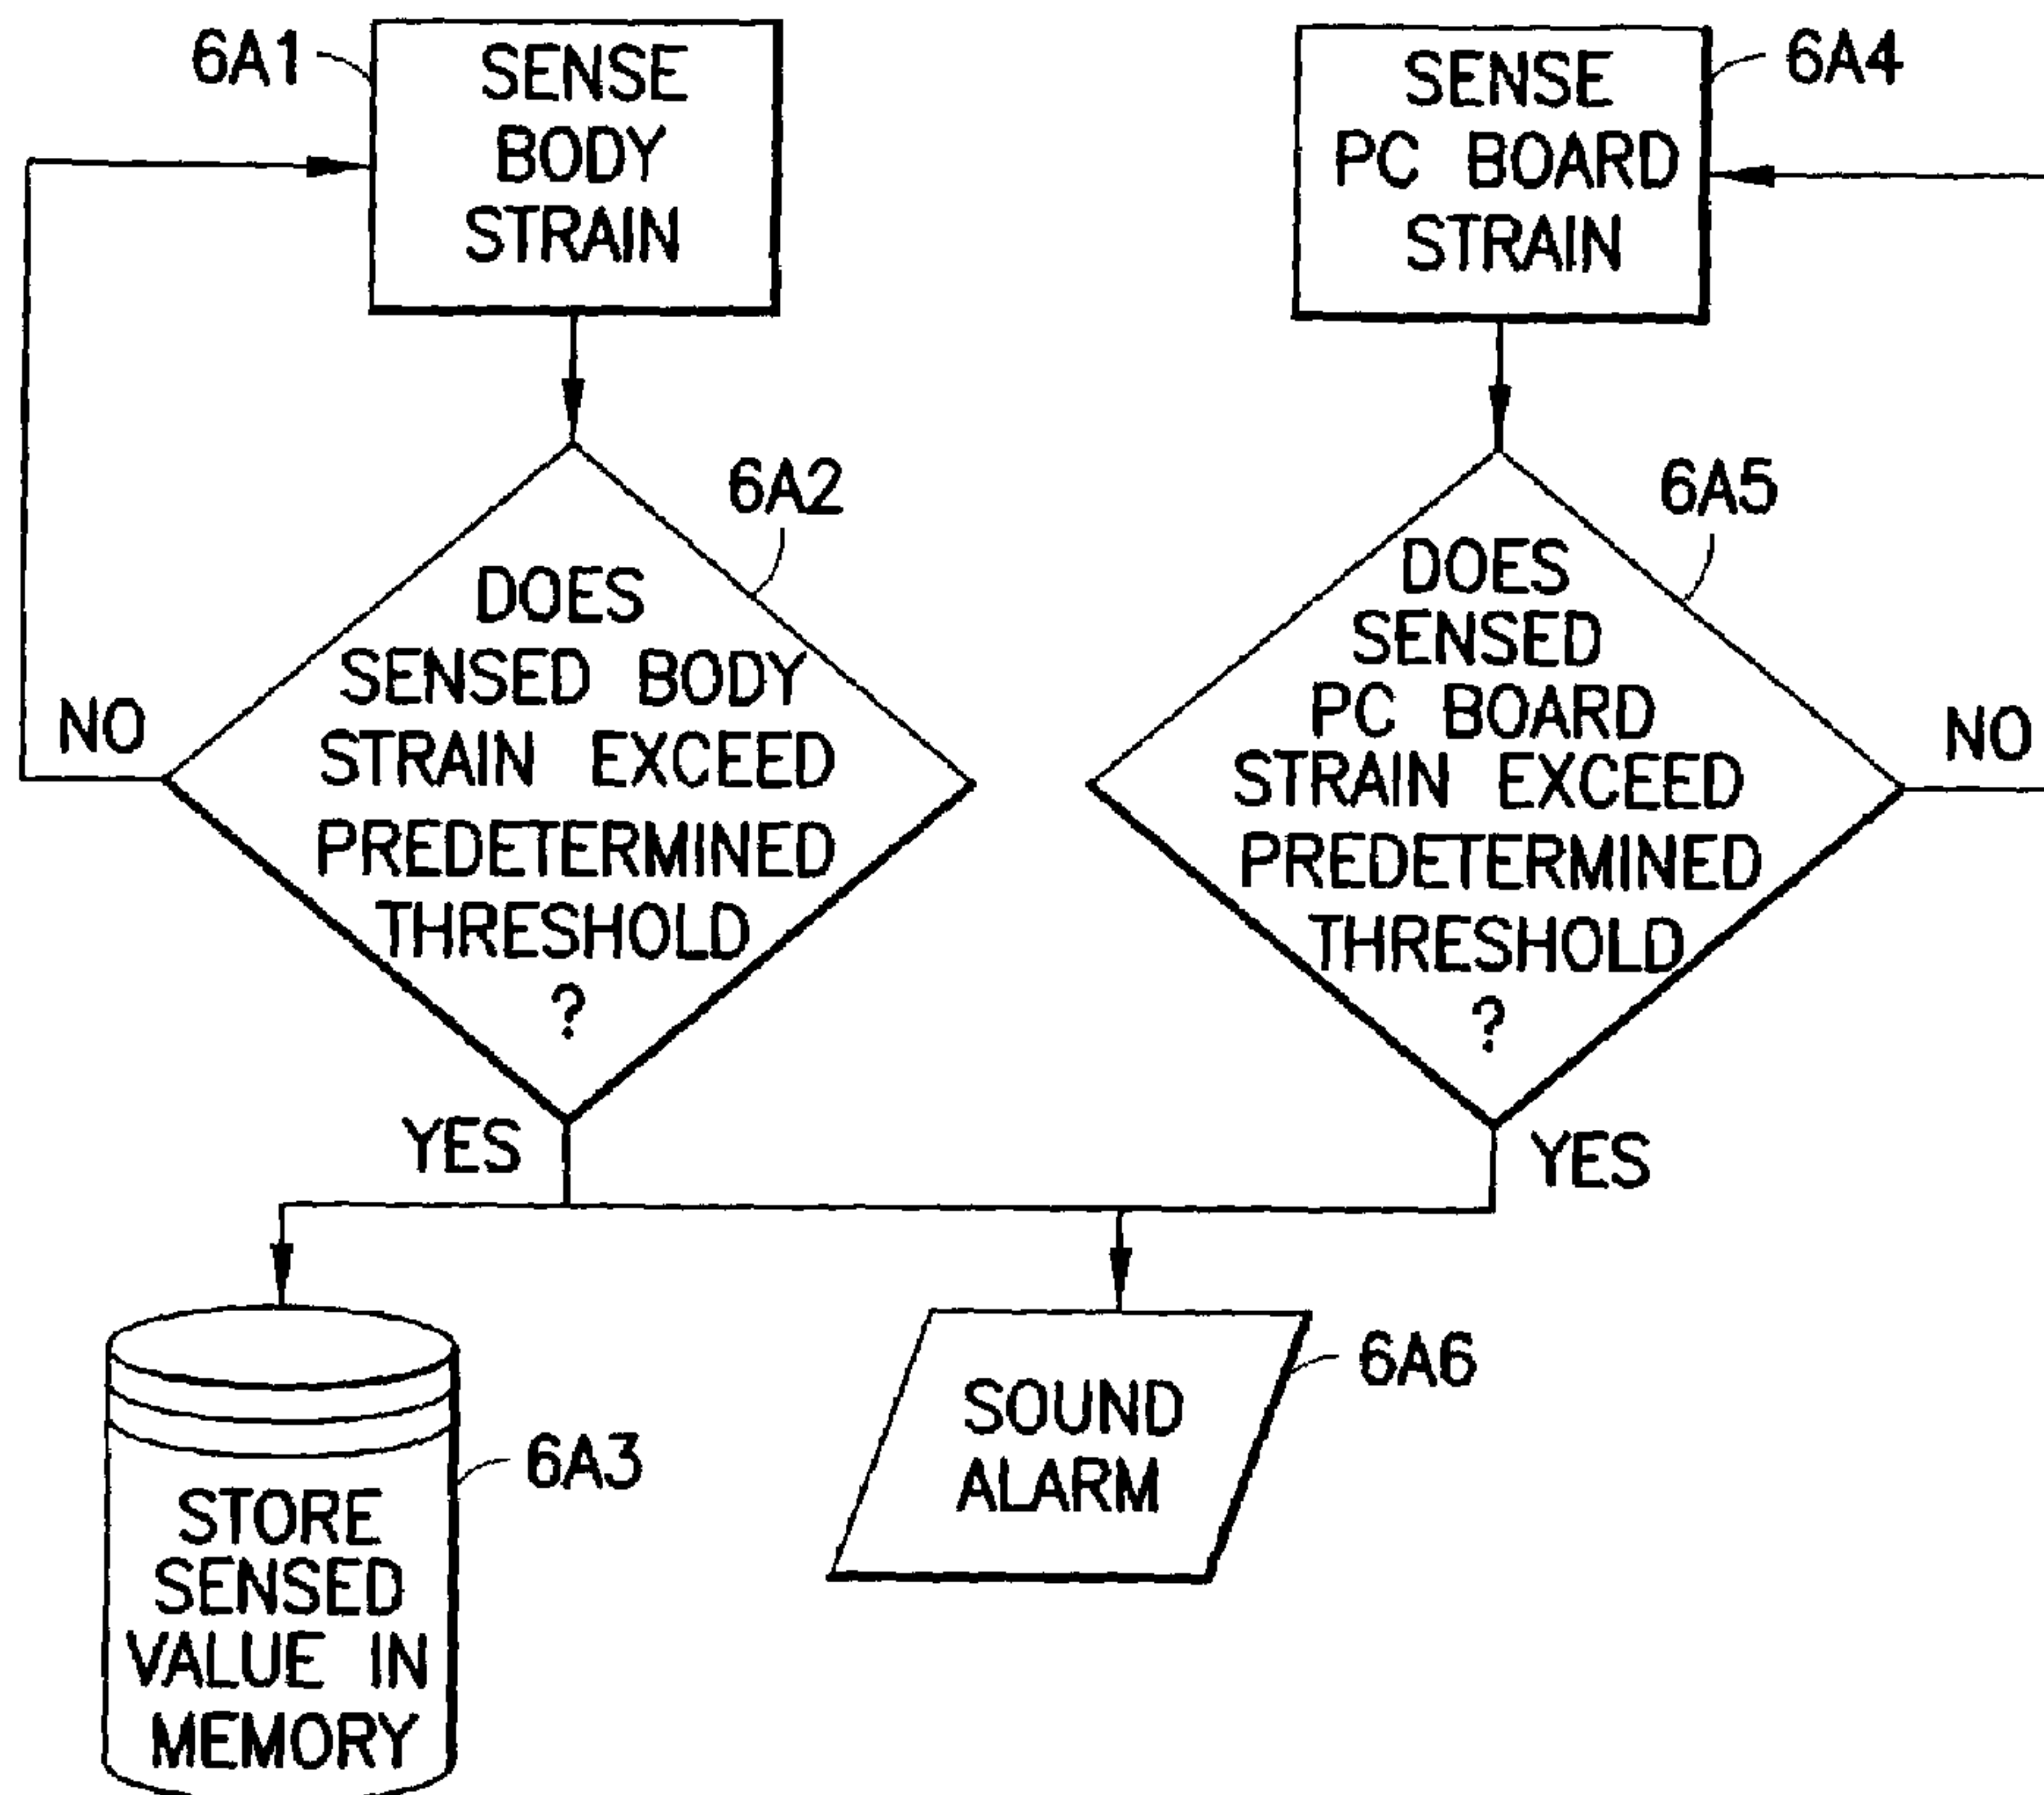 6A1
SENSE
BODY
STRAIN
SENSE
PC BOARD
STRAIN
6A4
6A2
DOES
SENSED BODY
STRAIN EXCEED
PREDETERMINED
THRESHOLD
?
NO
YES
6A5
DOES
SENSED
PC BOARD
STRAIN EXCEED
PREDETERMINED
THRESHOLD
?
NO
YES
STORE
SENSED
VALUE IN
MEMORY
6A3
SOUND
ALARM
6A6